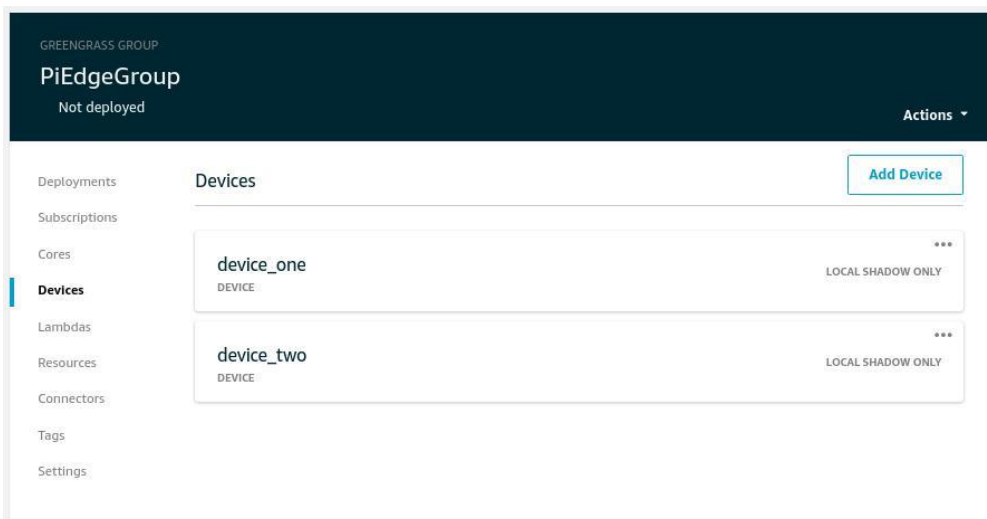 GREENGRASS GROUP
PiEdgeGroup
Not deployed
Actions
Deployments
Subscriptions
Cores
Devices
Lambdas
Resources
Connectors
Tags
Settings
Devices
Add Device
device_one
DEVICE
LOCAL SHADOW ONLY
device_two
DEVICE
LOCAL SHADOW ONLY